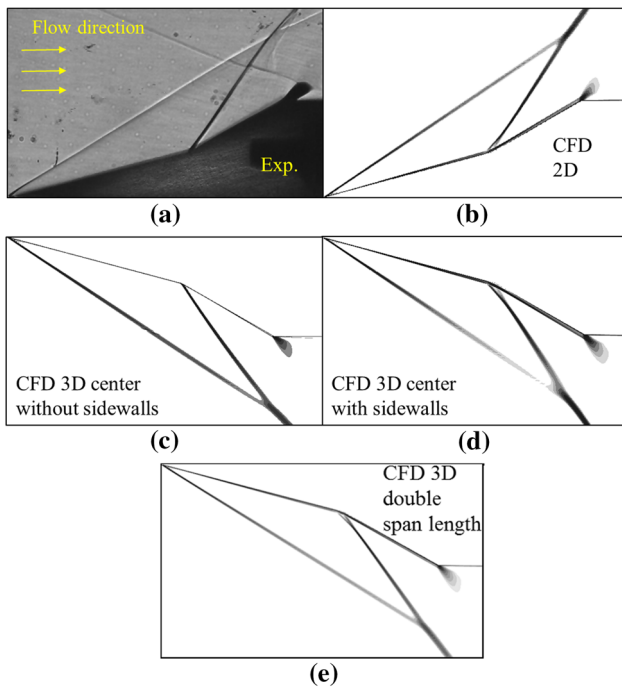 Flow direction
Exp.
(a)
CFD
2D
(b)
CFD 3D center
without sidewalls
(c)
CFD 3D center
with sidewalls
(d)
CFD 3D
double
span length
(e)